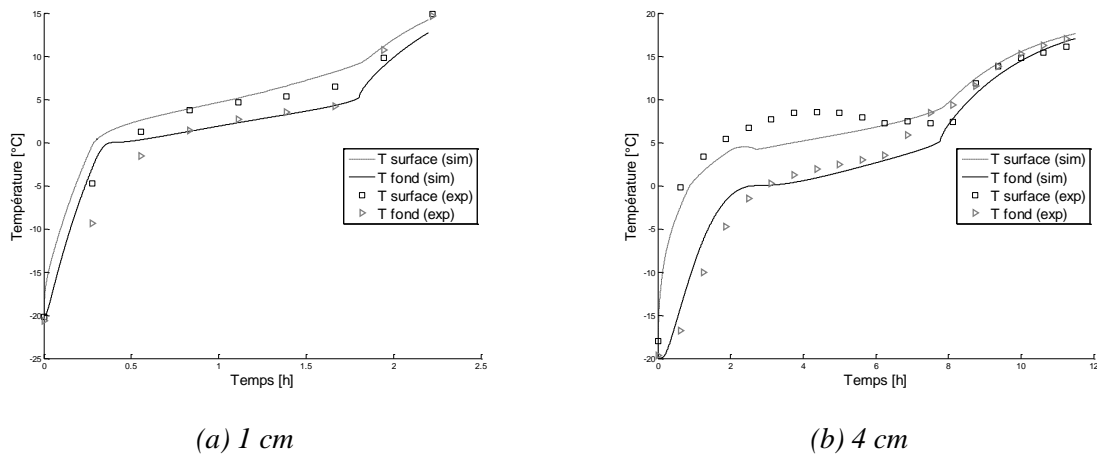 15
10
5
0
-5
-10
-15
-20
-25
Température [°C]
0
0.5
1
1.5
2
2.5
Temps [h]
T surface (sim)
T fond (sim)
T surface (exp)
T fond (exp)
(a) 1 cm
20
15
10
5
0
-5
-10
-15
-20
Température [°C]
0
2
4
6
8
10
12
Temps [h]
T surface (sim)
T fond (sim)
T surface (exp)
T fond (exp)
(b) 4 cm